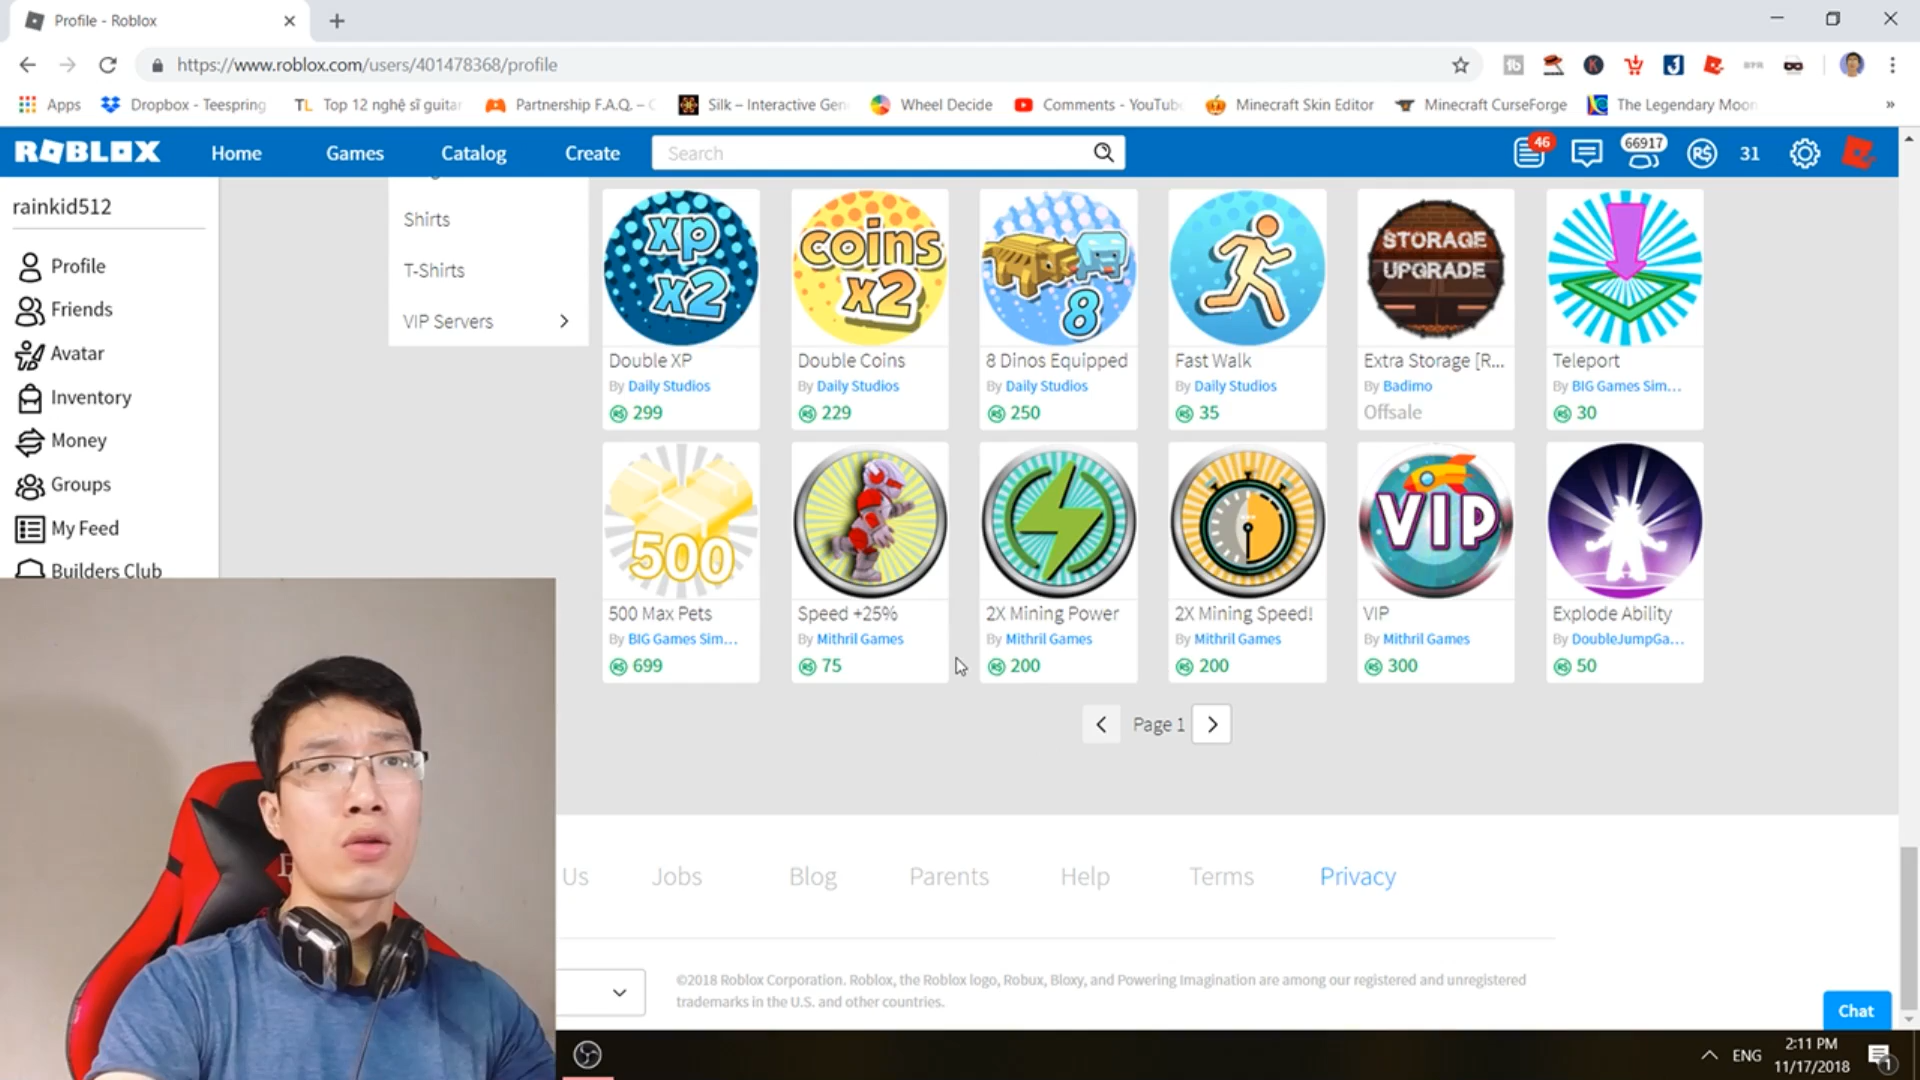 Profile - Roblox
https://www.roblox.com/users/401478368/profile
Apps
Dropbox - Teespring
TL Top 12 nghệ sĩ guitar
Partnership F.A.Q. –
Silk – Interactive Gen
Wheel Decide
Comments - YouTube
Minecraft Skin Editor
Minecraft CurseForge
The Legendary Moon
»
ROBLOX
Home
Games
Catalog
Create
Search
46
66917
R$
31
rainkid512
Profile
Friends
Avatar
Inventory
Money
Groups
My Feed
Builders Club
Shirts
T-Shirts
VIP Servers
xp
x2
Double XP
By Daily Studios
299
coins
x2
Double Coins
By Daily Studios
229
8
8 Dinos Equipped
By Daily Studios
250
Fast Walk
By Daily Studios
35
STORAGE
UPGRADE
Extra Storage [R...
By Badimo
Offsale
Teleport
By BIG Games Sim...
30
500
500 Max Pets
By BIG Games Sim...
699
Speed +25%
By Mithril Games
75
2X Mining Power
By Mithril Games
200
2X Mining Speed!
By Mithril Games
200
VIP
VIP
By Mithril Games
300
Explode Ability
By DoubleJumpGa...
50
Page 1
Us
Jobs
Blog
Parents
Help
Terms
Privacy
©2018 Roblox Corporation. Roblox, the Roblox logo, Robux, Bloxy, and Powering Imagination are among our registered and unregistered
trademarks in the U.S. and other countries.
Chat
ENG
2:11 PM
11/17/2018
1